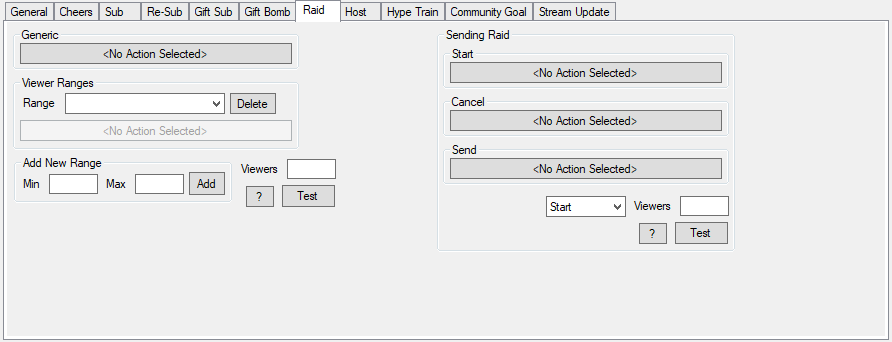 General Cheers Sub Re-Sub Gift Sub Gift Bomb Raid Host Hype Train Community Goal Stream Update
Generic
<No Action Selected>
Viewer Ranges
Range Delete
<No Action Selected>
Add New Range
Min Max Add
Viewers
? Test
Sending Raid
Start
<No Action Selected>
Cancel
<No Action Selected>
Send
<No Action Selected>
Start Viewers
? Test